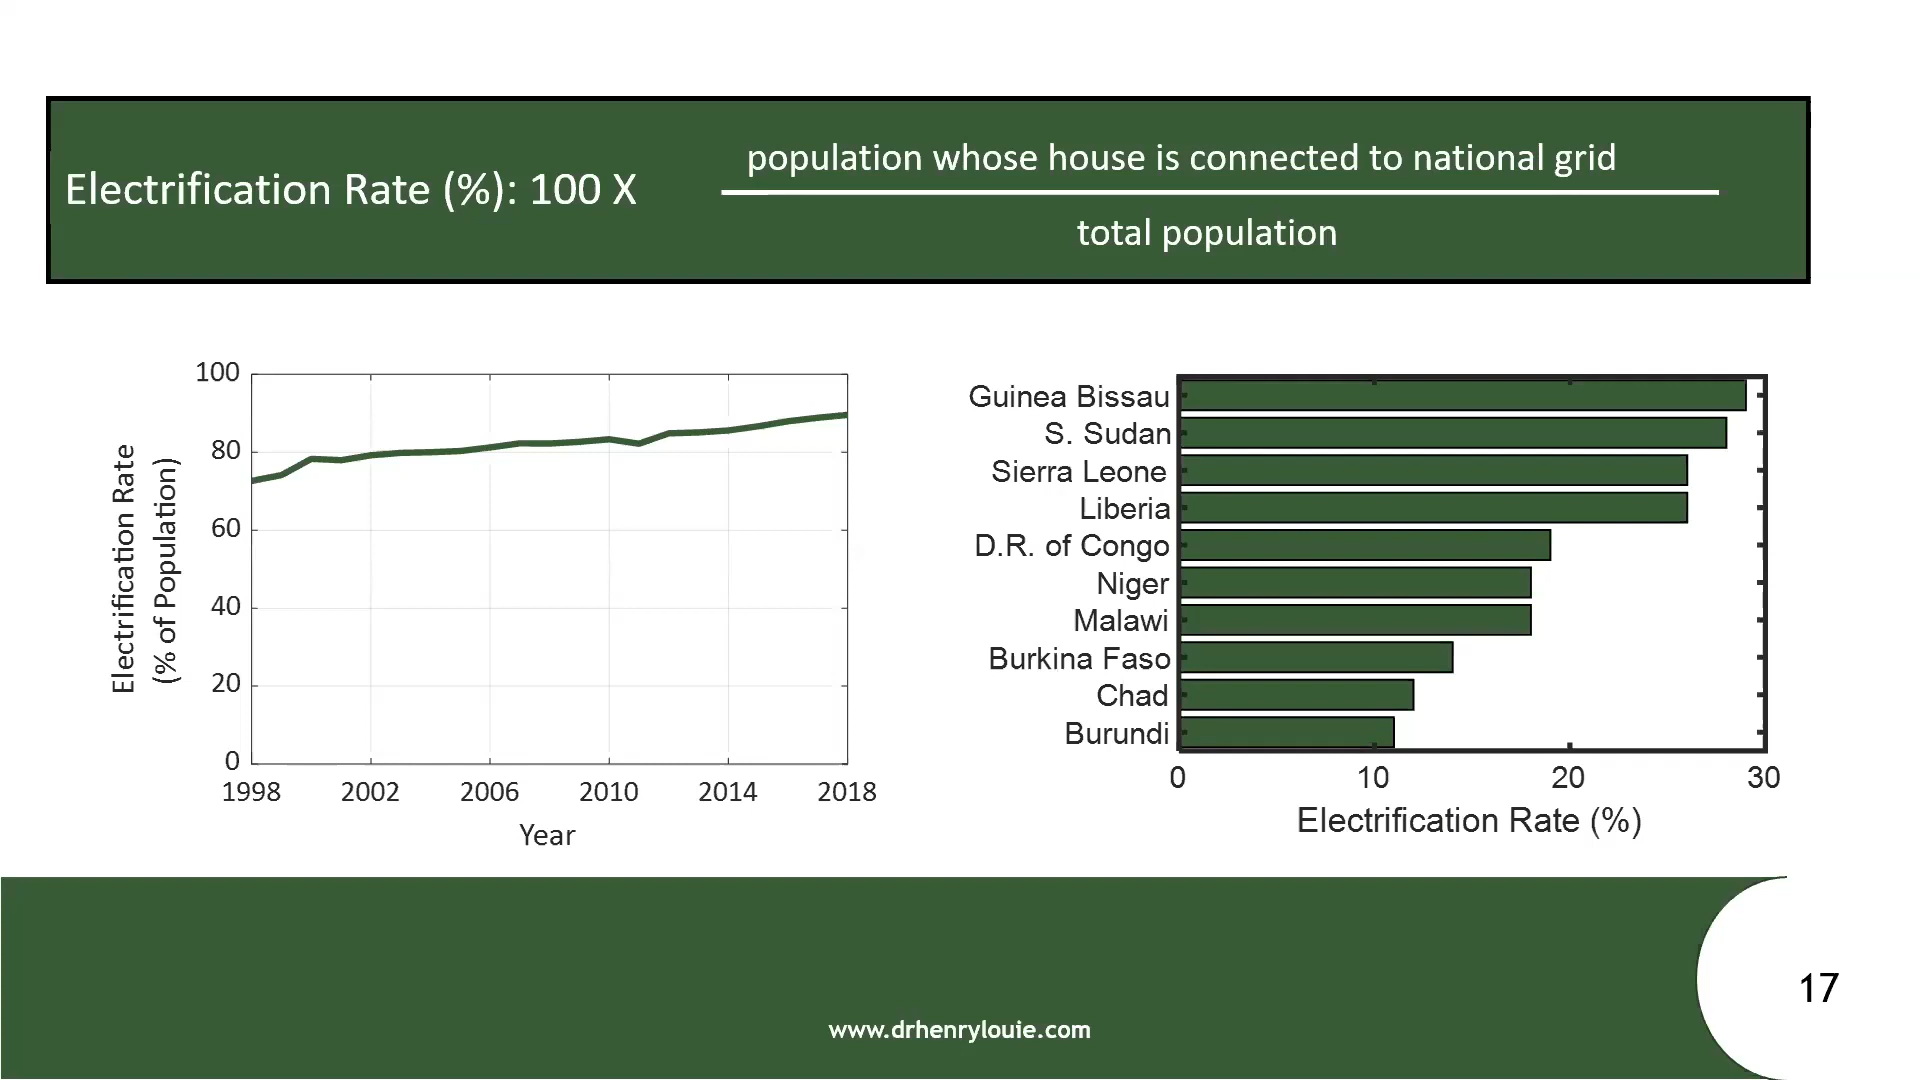 population whose house is connected to national grid
Electrification Rate (%): 100 X
total population
100
80
60
40
20
0
Electrification Rate
(% of Population)
1998 2002 2006 2010 2014 2018
Year
Guinea Bissau
S. Sudan
Sierra Leone
Liberia
D.R. of Congo
Niger
Malawi
Burkina Faso
Chad
Burundi
0 10 20 30
Electrification Rate (%)
17
www.drhenrylouie.com